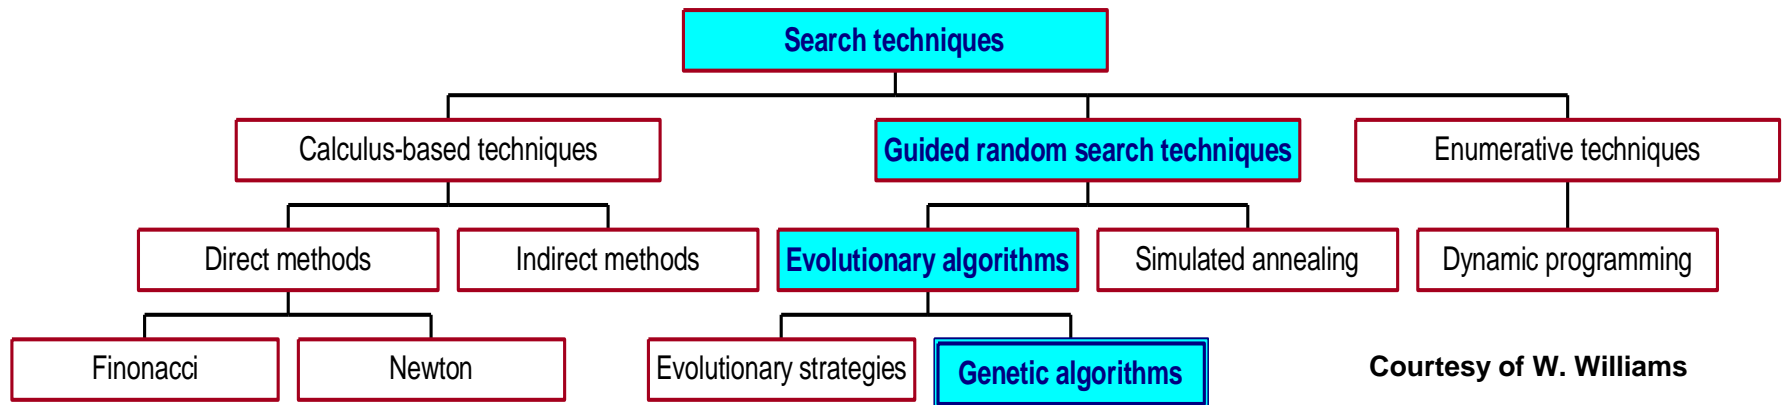 Search techniques
Calculus-based techniques
Guided random search techniques
Enumerative techniques
Direct methods
Indirect methods
Evolutionary algorithms
Simulated annealing
Dynamic programming
Finonacci
Newton
Evolutionary strategies
Genetic algorithms
Courtesy of W. Williams